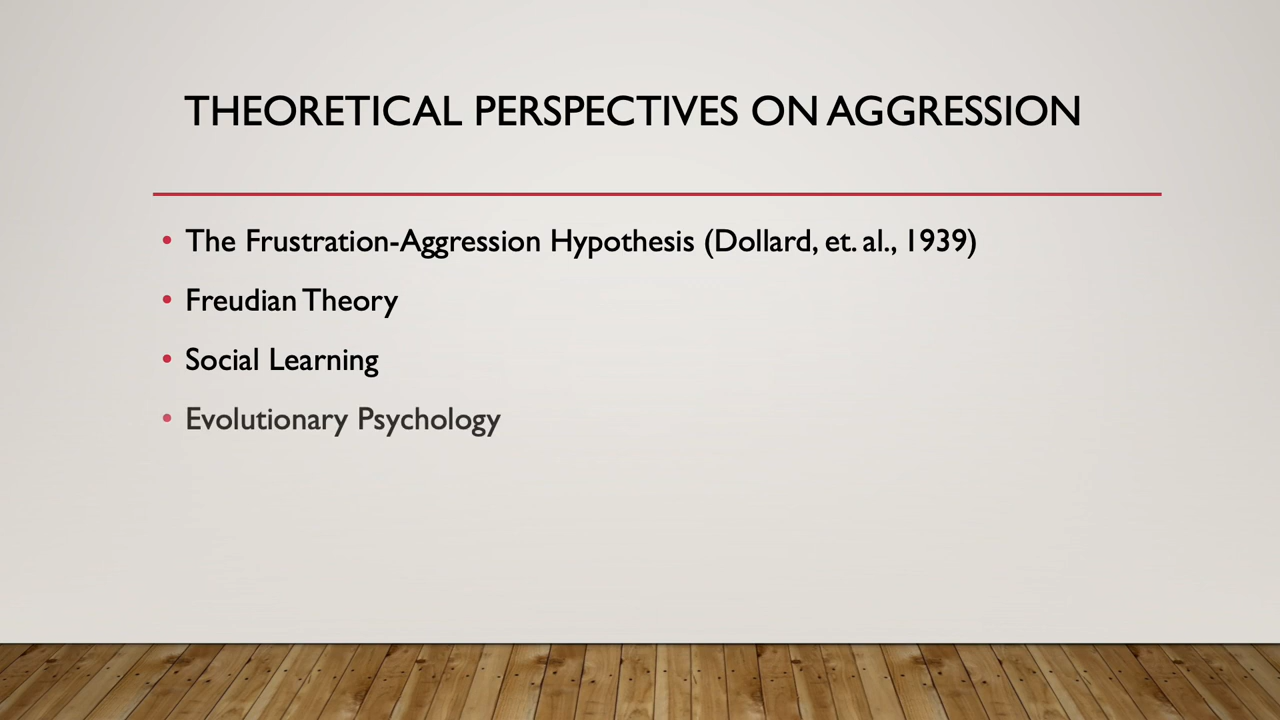 THEORETICAL PERSPECTIVES ON AGGRESSION
• The Frustration-Aggression Hypothesis (Dollard, et. al., 1939)
• Freudian Theory
• Social Learning
• Evolutionary Psychology